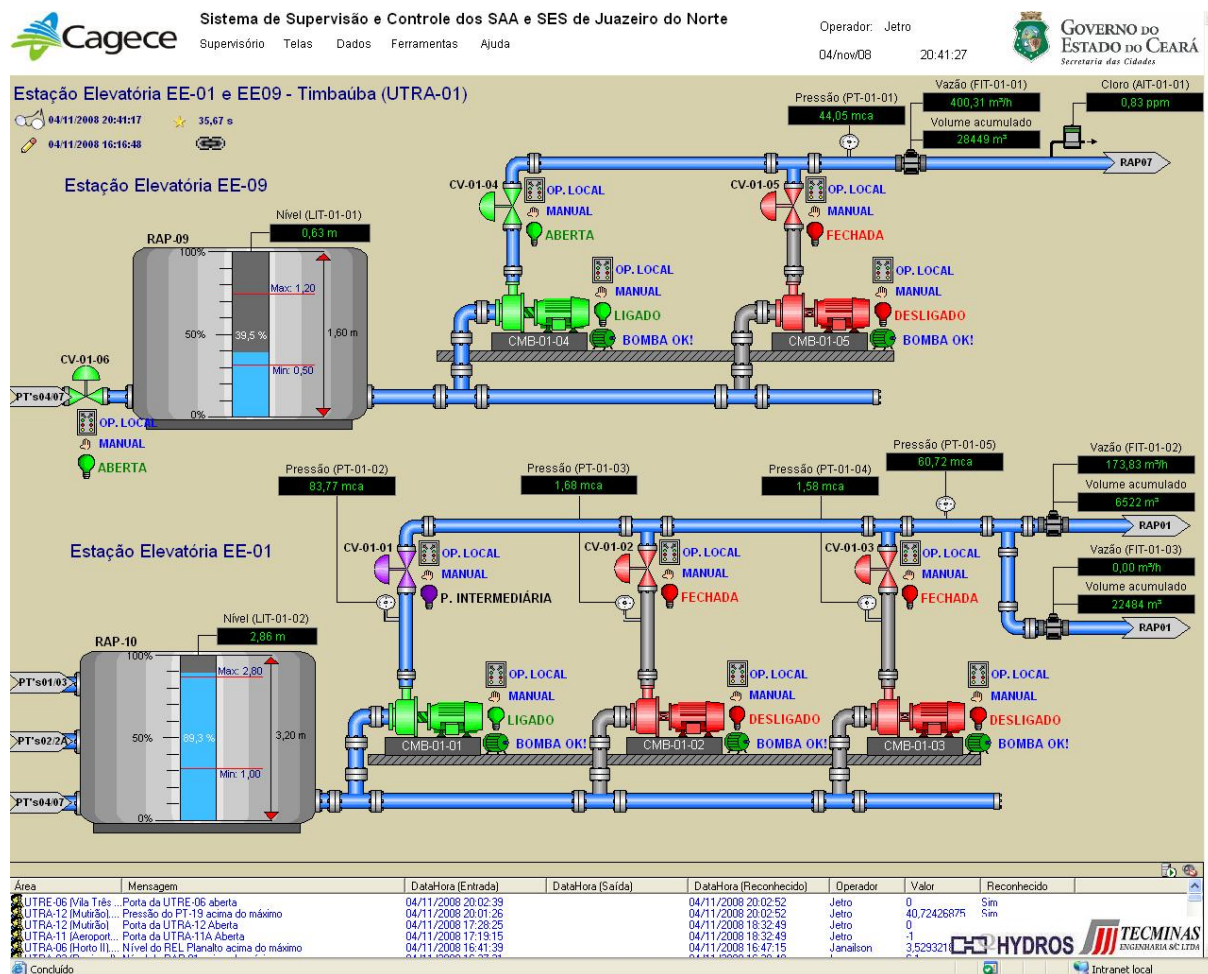 Cagece
Sistema de Supervisão e Controle dos SAA e SES de Juazeiro do Norte
Supervisório Telas Dados Ferramentas Ajuda
Operador: Jetro
04/nov/08 20:41:27
GOVERNO DO
ESTADO DO CEARÁ
Secretaria das Cidades
Estação Elevatória EE-01 e EE09 - Timbaúba (UTRA-01)
04/11/2008 20:41:17 35,67 s
04/11/2008 16:16:48
Pressão (PT-01-01)
44,05 mca
Vazão (FIT-01-01)
400,31 m³/h
Volume acumulado
28449 m³
Cloro (AIT-01-01)
0,83 ppm
RAP07
Estação Elevatória EE-09
Nível (LIT-01-01)
0,63 m
RAP-09
100%
Max: 1,20
50%
39,5 %
1,60 m
Min: 0,50
0%
CV-01-06
PT's04/07
OP. LOCAL
MANUAL
ABERTA
CV-01-04
OP. LOCAL
MANUAL
ABERTA
OP. LOCAL
MANUAL
LIGADO
CMB-01-04
BOMBA OK!
CV-01-05
OP. LOCAL
MANUAL
FECHADA
OP. LOCAL
MANUAL
DESLIGADO
CMB-01-05
BOMBA OK!
Pressão (PT-01-02)
83,77 mca
Pressão (PT-01-03)
1,68 mca
Pressão (PT-01-04)
1,58 mca
Pressão (PT-01-05)
60,72 mca
Vazão (FIT-01-02)
173,83 m³/h
Volume acumulado
6522 m³
RAP01
Vazão (FIT-01-03)
0,00 m³/h
Volume acumulado
22484 m³
RAP01
Estação Elevatória EE-01
Nível (LIT-01-02)
2,86 m
RAP-10
100%
Max: 2,80
50%
89,3 %
3,20 m
Min: 1,00
0%
PT's01/03
PT's02/2A
PT's04/07
CV-01-01
OP. LOCAL
MANUAL
P. INTERMEDIÁRIA
OP. LOCAL
MANUAL
LIGADO
CMB-01-01
BOMBA OK!
CV-01-02
OP. LOCAL
MANUAL
FECHADA
OP. LOCAL
MANUAL
DESLIGADO
CMB-01-02
BOMBA OK!
CV-01-03
OP. LOCAL
MANUAL
FECHADA
OP. LOCAL
MANUAL
DESLIGADO
CMB-01-03
BOMBA OK!
Área Mensagem DataHora (Entrada) DataHora (Saída) DataHora (Reconhecido) Operador Valor Reconhecido
UTRE-06 (Vila Três ... Porta da UTRE-06 aberta 04/11/2008 20:02:39 04/11/2008 20:02:52 Jetro 0 Sim
UTRA-12 (Mutirão)... Pressão do PT-19 acima do máximo 04/11/2008 20:01:26 04/11/2008 20:02:52 Jetro 40,72426875 Sim
UTRA-12 (Mutirão) Porta da UTRA-12 Aberta 04/11/2008 17:28:25 04/11/2008 18:32:49 Jetro 0
UTRA-11 (Aeroport... Porta da UTRA-11A Aberta 04/11/2008 17:19:15 04/11/2008 18:32:49 Jetro -1
UTRA-06 (Horto II)... Nível do REL Planalto acima do máximo 04/11/2008 16:41:39 04/11/2008 16:47:15 Janailson 3,5293218
HYDROS
TECMINAS
ENGENHARIA S/C LTDA
Concluído
Intranet local